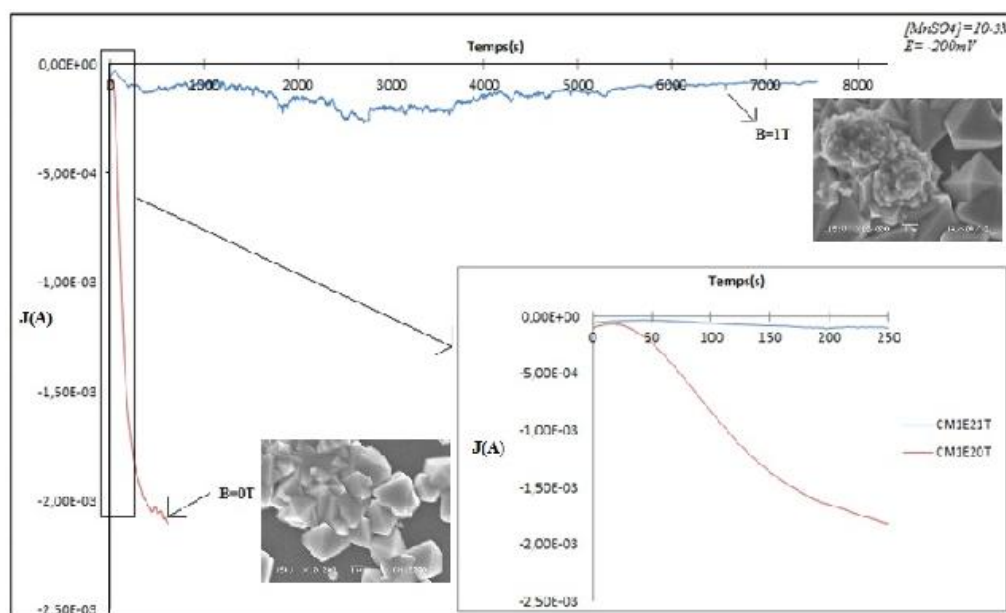 [MnSO4]=10-3M
E= -200mV
Temps(s)
0,00E+00
0 1000 2000 3000 4000 5000 6000 7000 8000
B=1T
-5,00E-04
-1,00E-03
J(A)
-1,50E-03
-2,00E-03
-2,50E-03
B=0T
Temps(s)
0,00E+00
0 50 100 150 200 250
-5,00E-04
-1,00E-03
J(A)
-1,50E-03
-2,00E-03
-2,50E-03
CM1E21T
CM1E20T